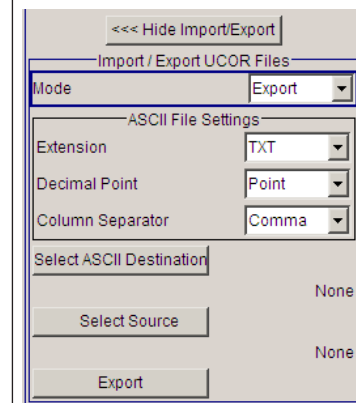 <<< Hide Import/Export
Import / Export UCOR Files
Mode Export
ASCII File Settings
Extension TXT
Decimal Point Point
Column Separator Comma
Select ASCII Destination
None
Select Source
None
Export